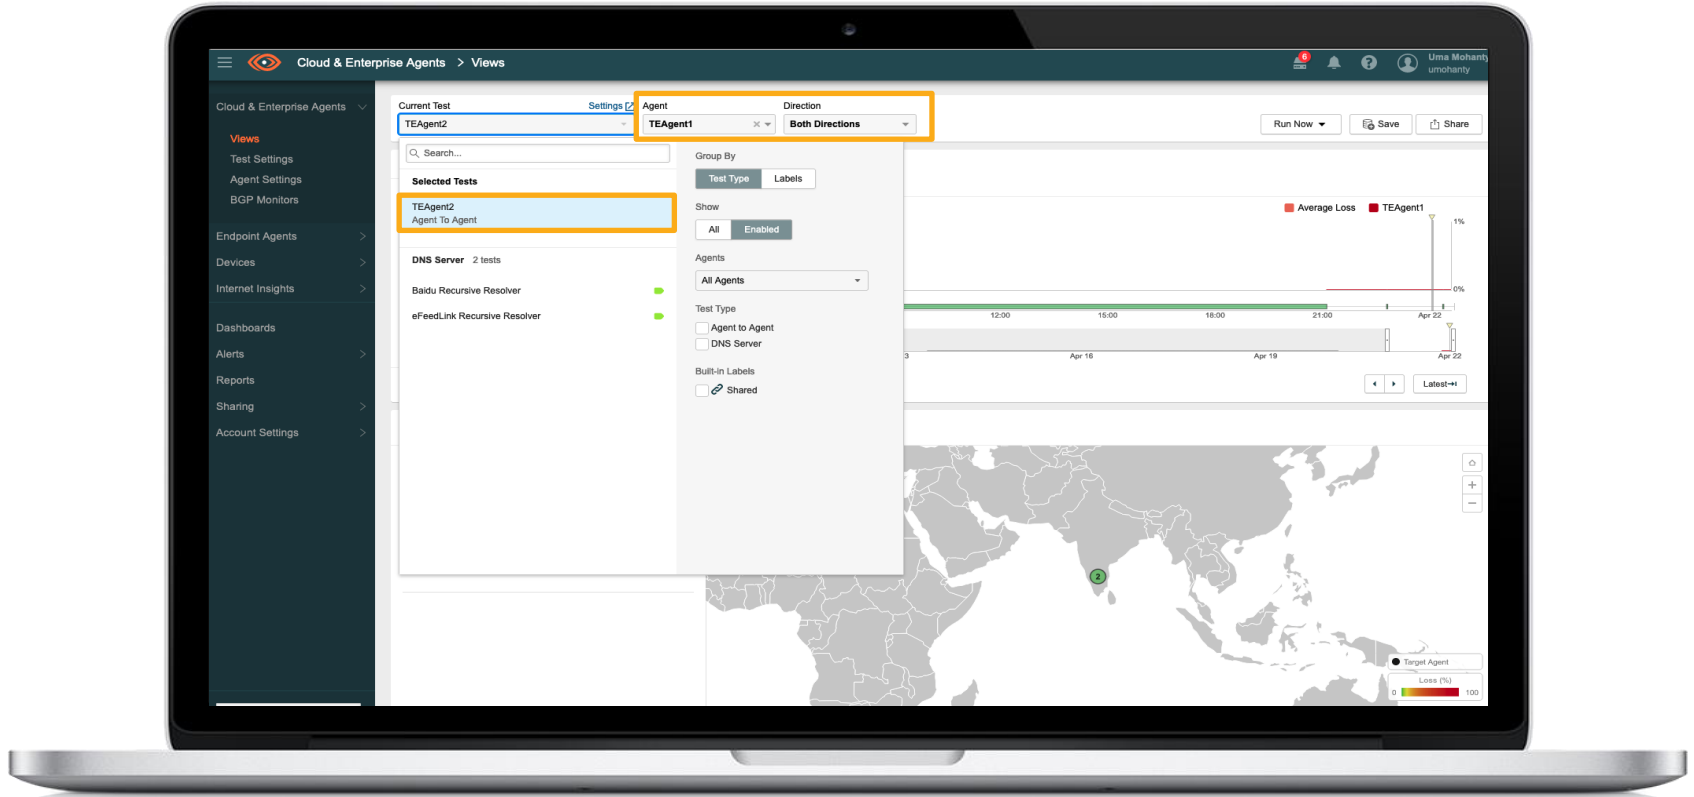 Cloud & Enterprise Agents > Views
6
Uma Mohanty
umohanty
Cloud & Enterprise Agents
Views
Test Settings
Agent Settings
BGP Monitors
Endpoint Agents
Devices
Internet Insights
Dashboards
Alerts
Reports
Sharing
Account Settings
Current Test
Settings
Agent
Direction
TEAgent2
TEAgent1
Both Directions
Run Now
Save
Share
Search...
Selected Tests
TEAgent2
Agent To Agent
DNS Server 2 tests
Baidu Recursive Resolver
eFeedLink Recursive Resolver
Group By
Test Type
Labels
Show
All
Enabled
Agents
All Agents
Test Type
Agent to Agent
DNS Server
Built-in Labels
Shared
Average Loss
TEAgent1
1%
0%
12:00
15:00
18:00
21:00
Apr 22
3
Apr 16
Apr 19
Apr 22
Latest
2
Target Agent
Loss (%)
0
100